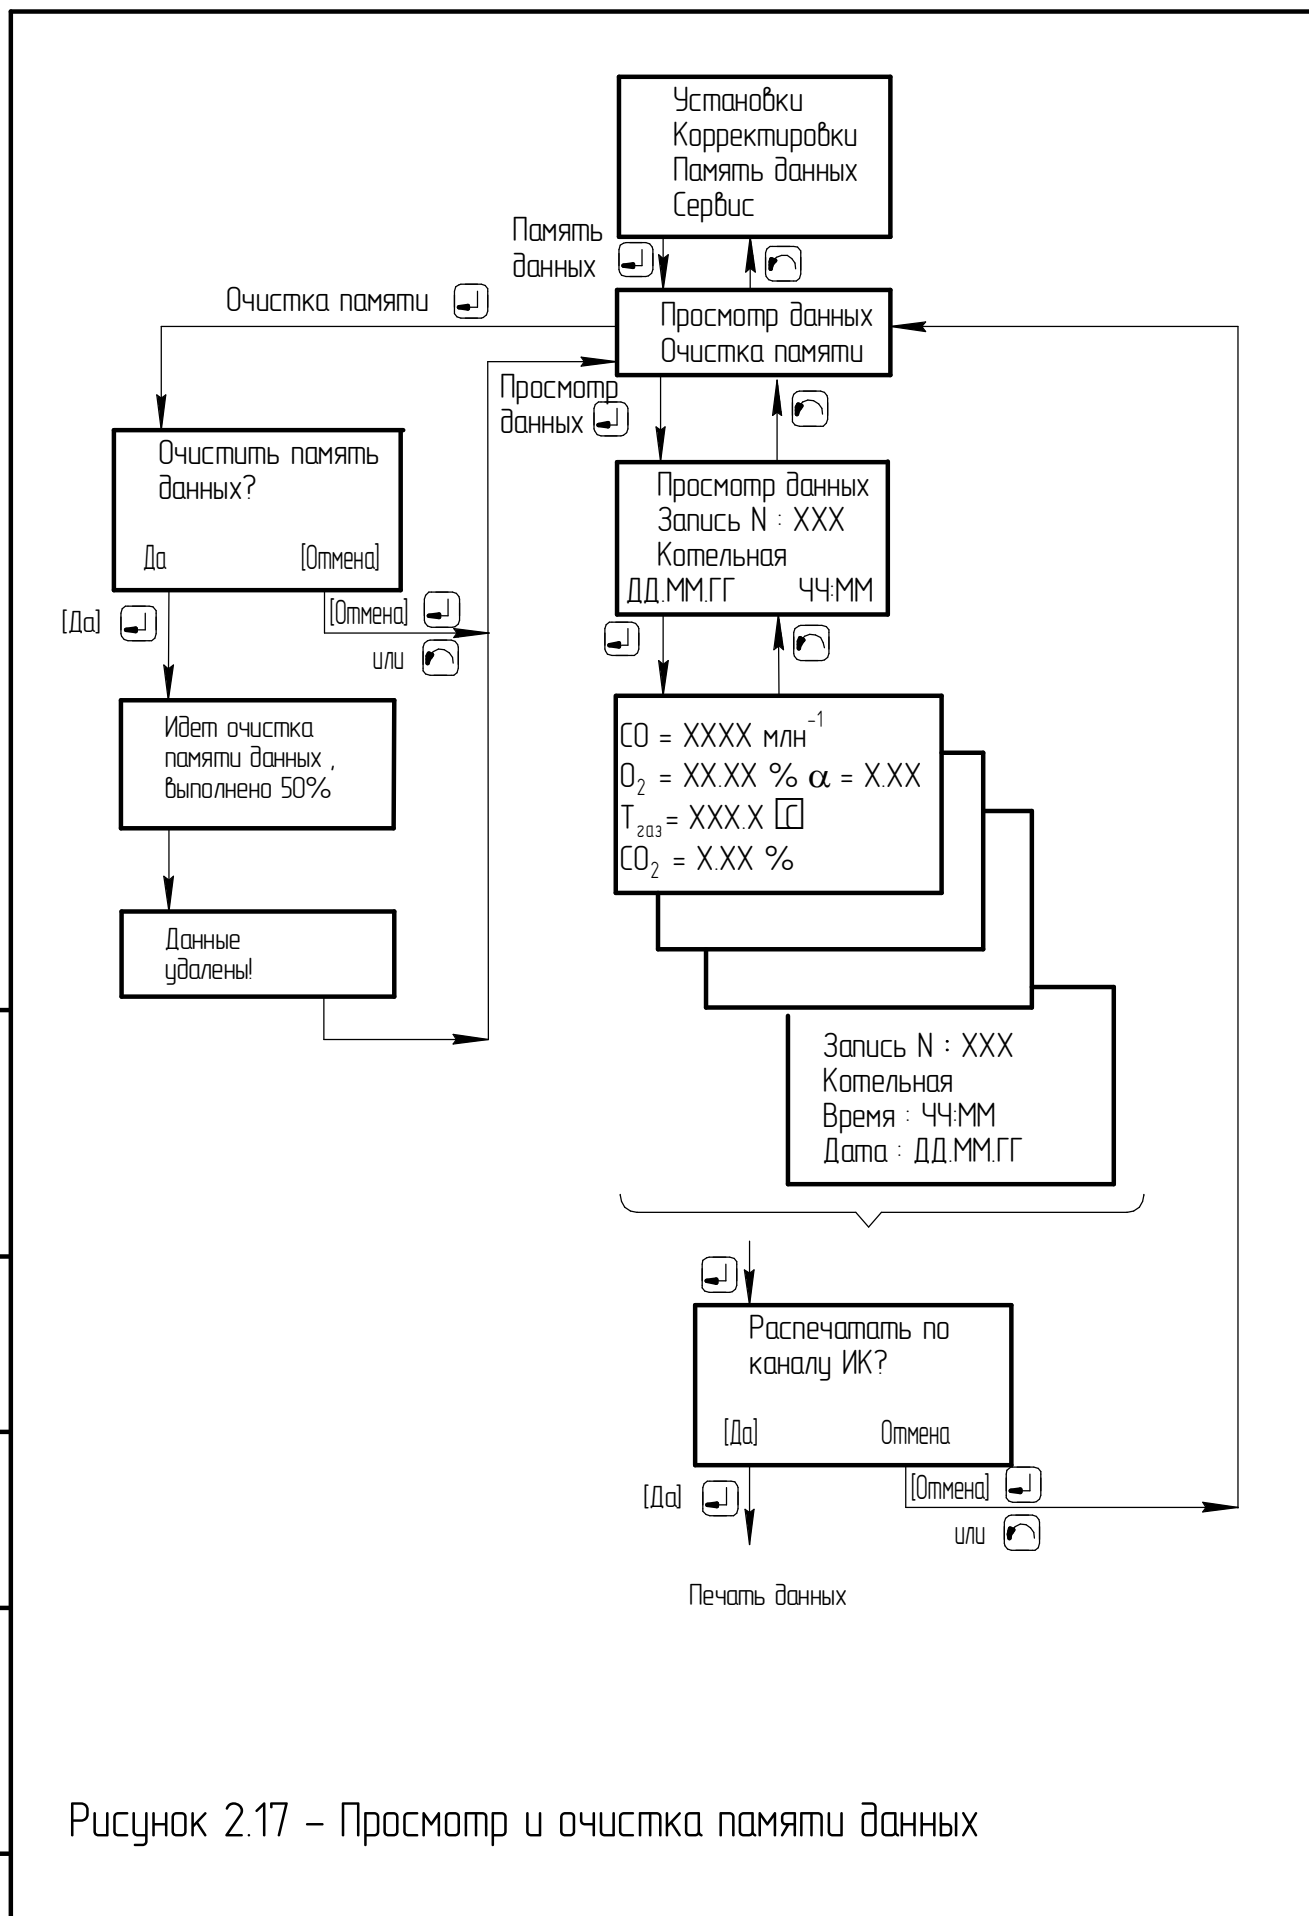 Установки
Корректировки
Память данных
Сервис
Память
данных
Очистка памяти
Просмотр данных
Очистка памяти
Просмотр
данных
Очистить память
данных?
Да [Отмена]
Просмотр данных
Запись N : XXX
Котельная
ДД.ММ.ГГ ЧЧ:ММ
[Да]
[Отмена]
или
Идет очистка
памяти данных ,
выполнено 50%
Данные
удалены!
CO = XXXX млн⁻¹
O₂ = XX.XX % α = X.XX
Tгаз = XXX.X [C]
CO₂ = X.XX %
Запись N : XXX
Котельная
Время : ЧЧ:ММ
Дата : ДД.ММ.ГГ
Распечатать по
каналу ИК?
[Да] Отмена
[Да]
[Отмена]
или
Печать данных
Рисунок 2.17 – Просмотр и очистка памяти данных